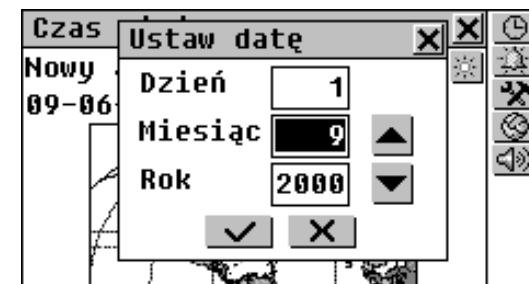 Czas
Ustaw datę
Nowy
Dzień 1
09-06
Miesiąc 9
Rok 2000